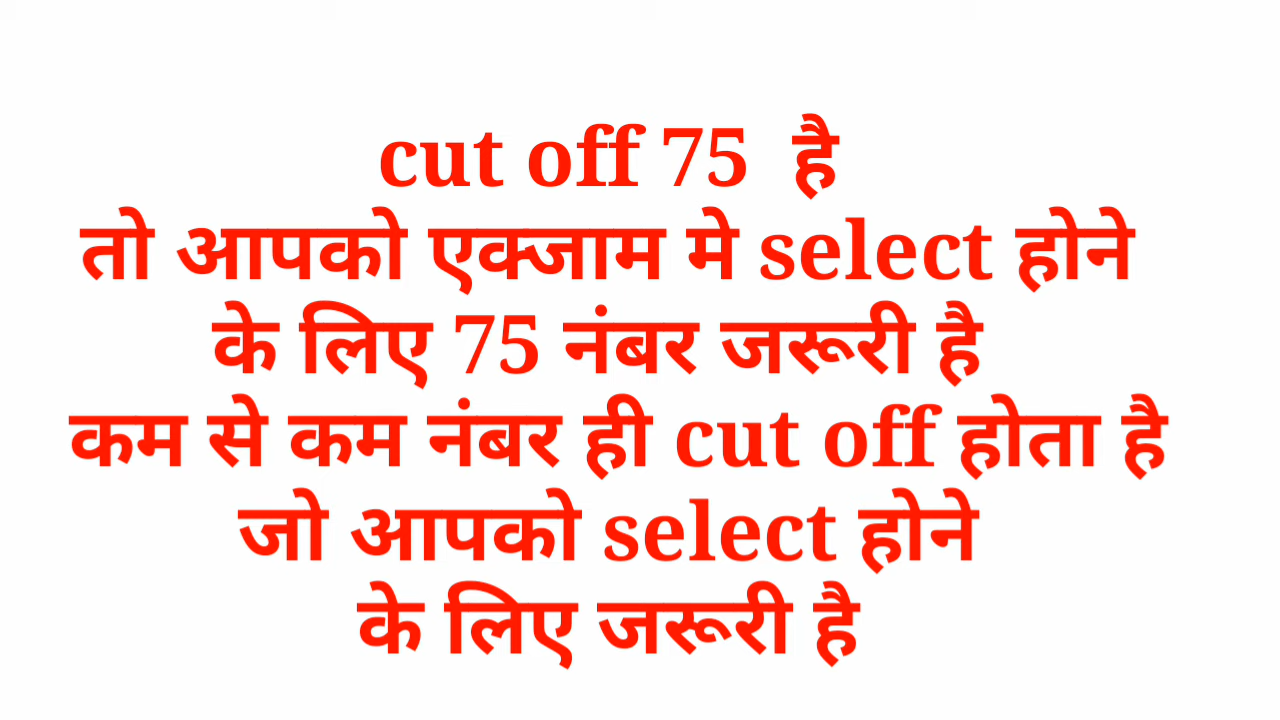 cut off 75 है
तो आपको एक्जाम मे select होने
के लिए 75 नंबर जरूरी है
कम से कम नंबर ही cut off होता है
जो आपको select होने
के लिए जरूरी है